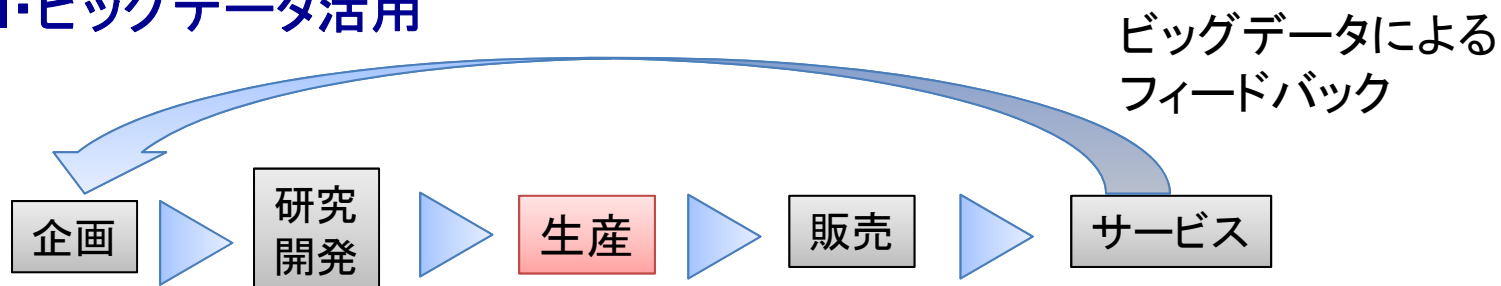 ・ビッグデータ活用
ビッグデータによる
フィードバック
企画
研究
開発
生産
販売
サービス